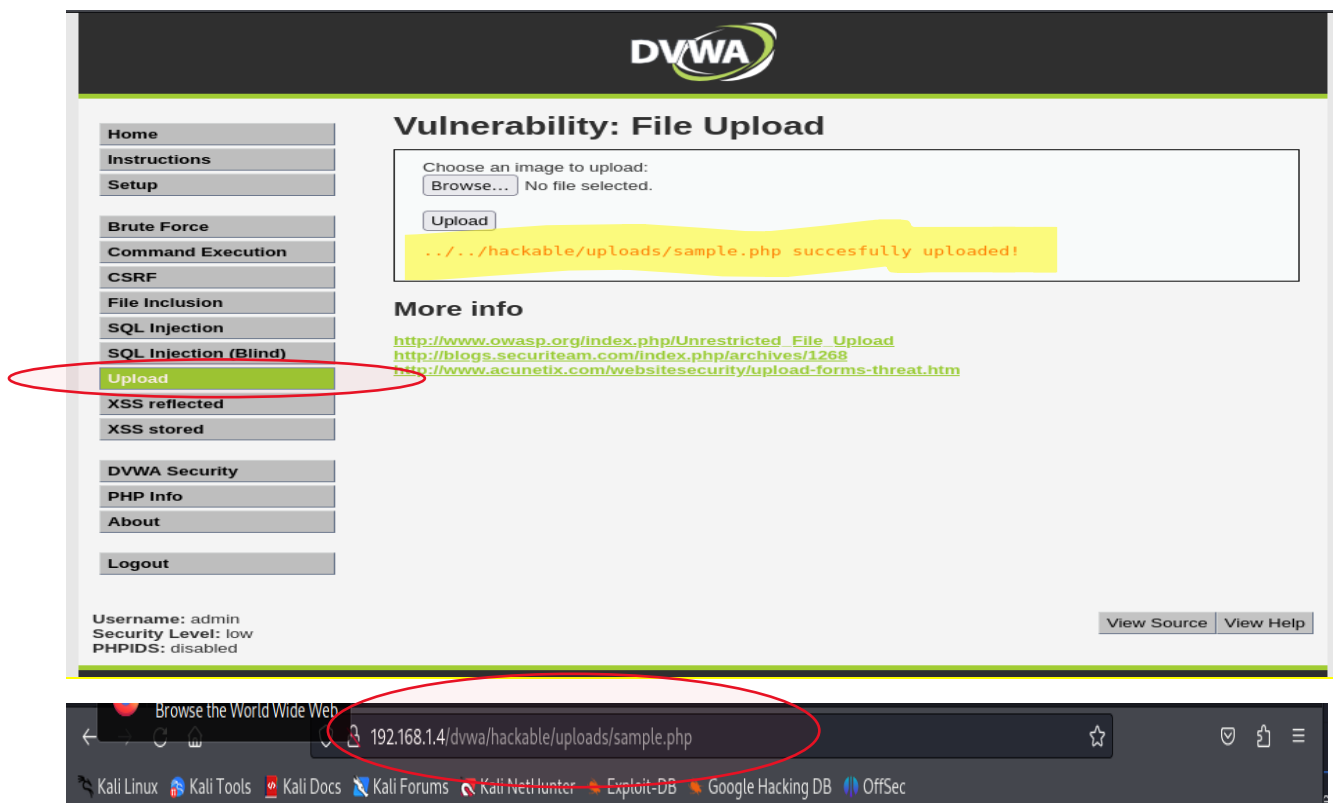 DVWA
Home
Instructions
Setup
Brute Force
Command Execution
CSRF
File Inclusion
SQL Injection
SQL Injection (Blind)
Upload
XSS reflected
XSS stored
DVWA Security
PHP Info
About
Logout
Vulnerability: File Upload
Choose an image to upload:
Browse... No file selected.
Upload
../../hackable/uploads/sample.php succesfully uploaded!
More info
http://www.owasp.org/index.php/Unrestricted_File_Upload
http://blogs.securiteam.com/index.php/archives/1268
http://www.acunetix.com/websitesecurity/upload-forms-threat.htm
Username: admin
Security Level: low
PHPIDS: disabled
View Source View Help
Browse the World Wide Web
192.168.1.4/dvwa/hackable/uploads/sample.php
Kali Linux Kali Tools Kali Docs Kali Forums Kali NetHunter Exploit-DB Google Hacking DB OffSec